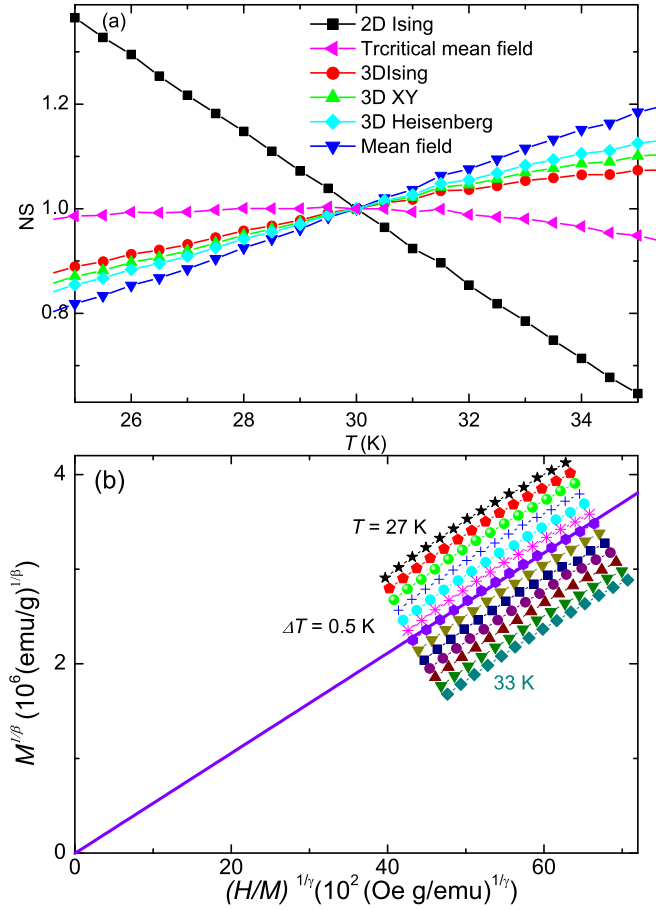 (a)
2D Ising
Trcritical mean field
3DIsing
3D XY
3D Heisenberg
Mean field
NS
1.2
1.0
0.8
26 28 30 32 34
T (K)
(b)
4
2
0
T = 27 K
ΔT = 0.5 K
33 K
M^{1/β} (10^6 (emu/g)^{1/β}
0 20 40 60
(H/M) ^{1/γ} (10^2 (Oe g/emu)^{1/γ})